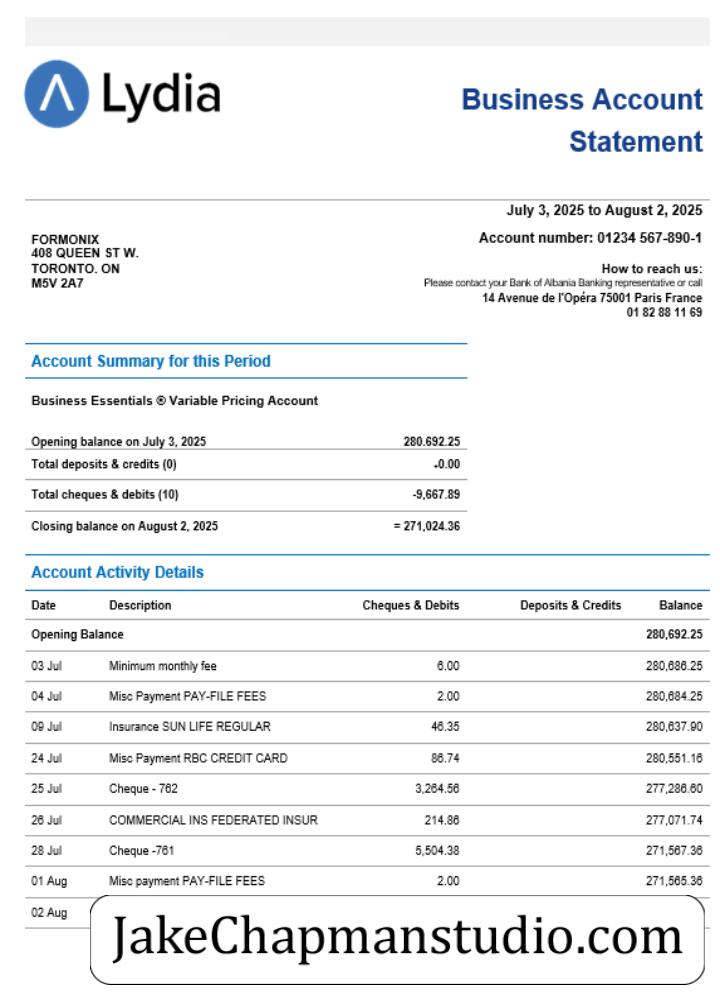 Lydia
Business Account
Statement
July 3, 2025 to August 2, 2025
Account number: 01234 567-890-1
FORMONIX
408 QUEEN ST W.
TORONTO. ON
M5V 2A7
How to reach us:
Please contact your Bank of Albania Banking representative or call
14 Avenue de l'Opéra 75001 Paris France
01 82 88 11 69
Account Summary for this Period
Business Essentials ® Variable Pricing Account
Opening balance on July 3, 2025 280.692.25
Total deposits & credits (0) +0.00
Total cheques & debits (10) -9,667.89
Closing balance on August 2, 2025 = 271,024.36
Account Activity Details
Date Description Cheques & Debits Deposits & Credits Balance
Opening Balance 280,692.25
03 Jul Minimum monthly fee 6.00 280,686.25
04 Jul Misc Payment PAY-FILE FEES 2.00 280,684.25
09 Jul Insurance SUN LIFE REGULAR 46.35 280,637.90
24 Jul Misc Payment RBC CREDIT CARD 86.74 280,551.16
25 Jul Cheque - 762 3,264.56 277,286.60
26 Jul COMMERCIAL INS FEDERATED INSUR 214.86 277,071.74
28 Jul Cheque -761 5,504.38 271,567.36
01 Aug Misc payment PAY-FILE FEES 2.00 271,565.36
02 Aug
JakeChapmanstudio.com